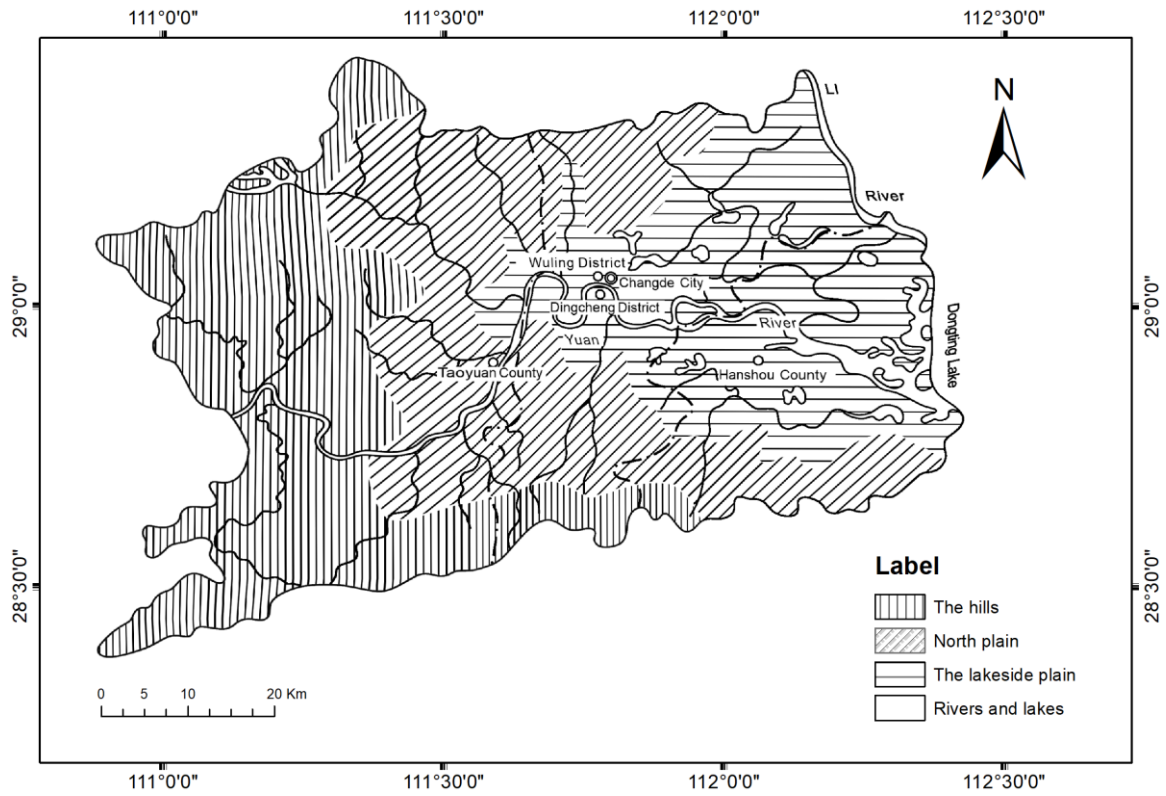 111°0'0"
111°30'0"
112°0'0"
112°30'0"
N
LI
River
Wuling District
Changde City
Dingcheng District
River
Yuan
Taoyuan County
Hanshou County
Dongting Lake
29°0'0"
29°0'0"
28°30'0"
28°30'0"
Label
The hills
North plain
The lakeside plain
Rivers and lakes
0 5 10 20 Km
111°0'0"
111°30'0"
112°0'0"
112°30'0"